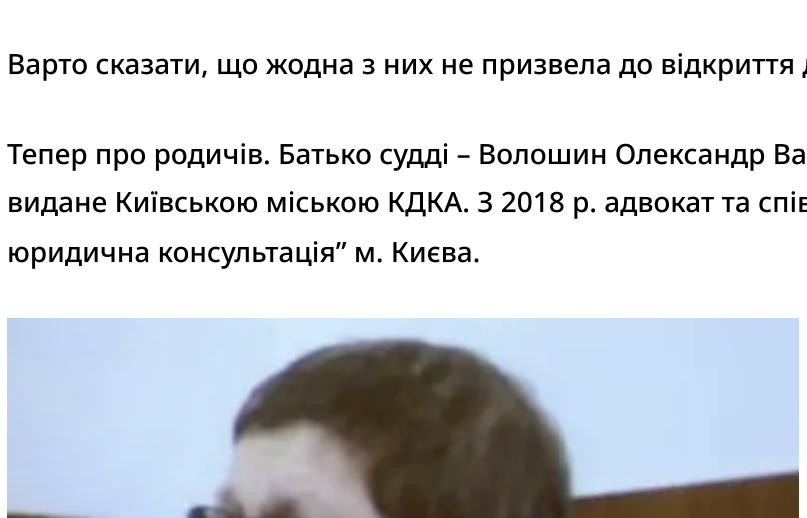 Варто сказати, що жодна з них не призвела до відкриття
Тепер про родичів. Батько судді – Волошин Олександр
видане Київською міською КДКА. З 2018 р. адвокат та
юридична консультація” м. Києва.